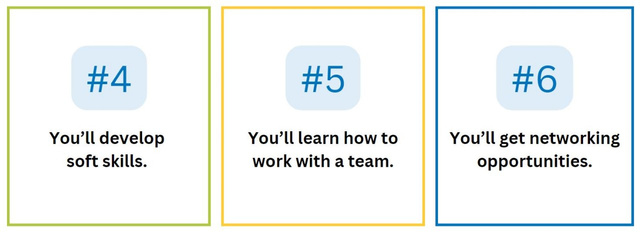 #4
You’ll develop
soft skills.
#5
You’ll learn how to
work with a team.
#6
You’ll get networking
opportunities.